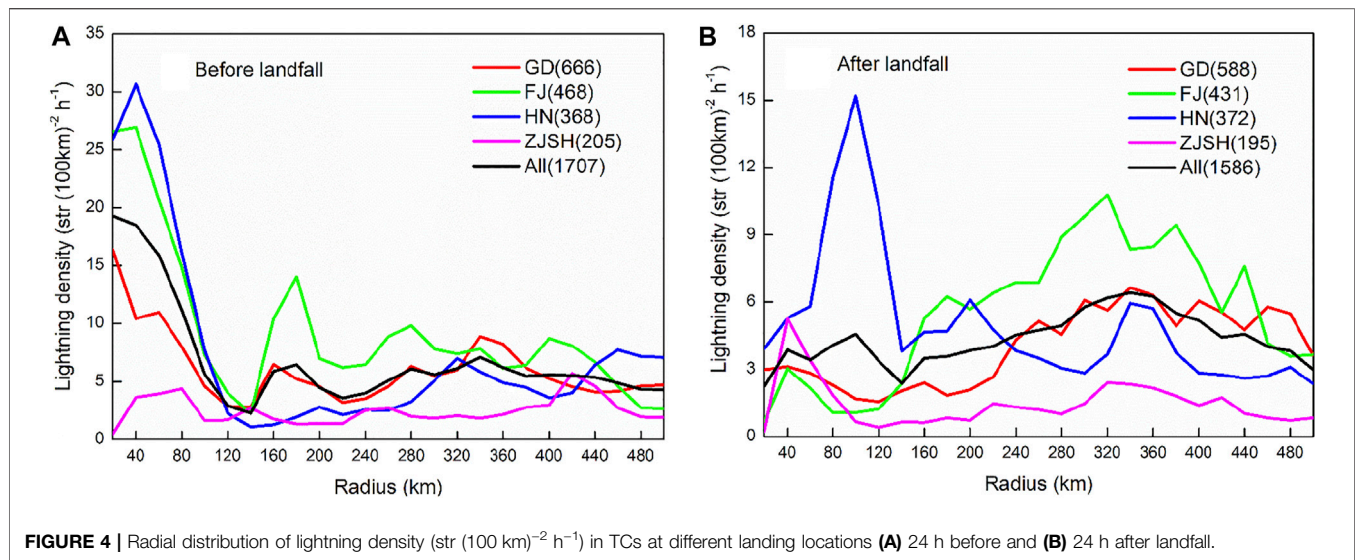 A
Before landfall
GD(666)
FJ(468)
HN(368)
ZJSH(205)
All(1707)
Lightning density (str (100km)⁻² h⁻¹)
35
30
25
20
15
10
5
0
40 80 120 160 200 240 280 320 360 400 440 480
Radius (km)
B
After landfall
GD(588)
FJ(431)
HN(372)
ZJSH(195)
All(1586)
Lightning density (str (100km)⁻² h⁻¹)
18
15
12
9
6
3
0
40 80 120 160 200 240 280 320 360 400 440 480
Radius (km)
FIGURE 4 | Radial distribution of lightning density (str (100 km)⁻² h⁻¹) in TCs at different landing locations (A) 24 h before and (B) 24 h after landfall.